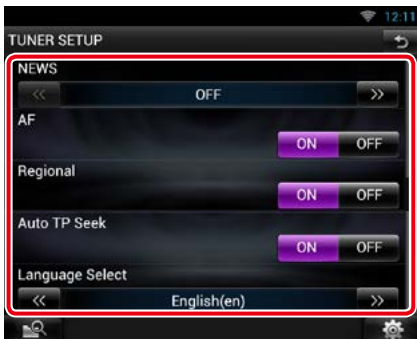 12:11
TUNER SETUP
NEWS
<< OFF >>
AF
ON OFF
Regional
ON OFF
Auto TP Seek
ON OFF
Language Select
<< English(en) >>